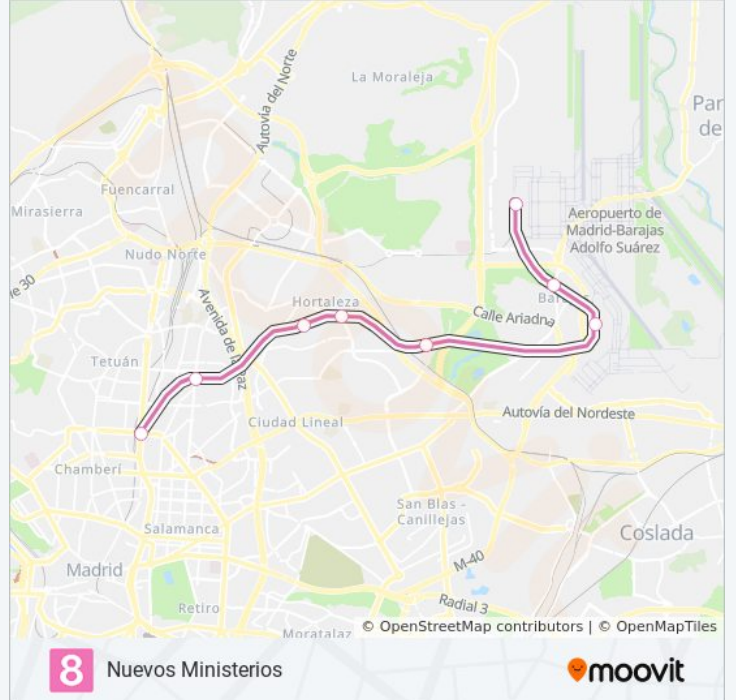 La Moraleja
Autovía del Norte
Par
de
Fuencarral
Mirasierra
Aeropuerto de
Madrid-Barajas
Adolfo Suárez
Nudo Norte
30
Hortaleza
Calle Ariadna
Avenida de la Paz
Tetuán
Autovía del Nordeste
Ciudad Lineal
Chamberí
San Blas -
Canillejas
Salamanca
Coslada
M-40
Madrid
Radial 3
Retiro
Moratalaz
© OpenStreetMap contributors | © OpenMapTiles
8 Nuevos Ministerios
moovit